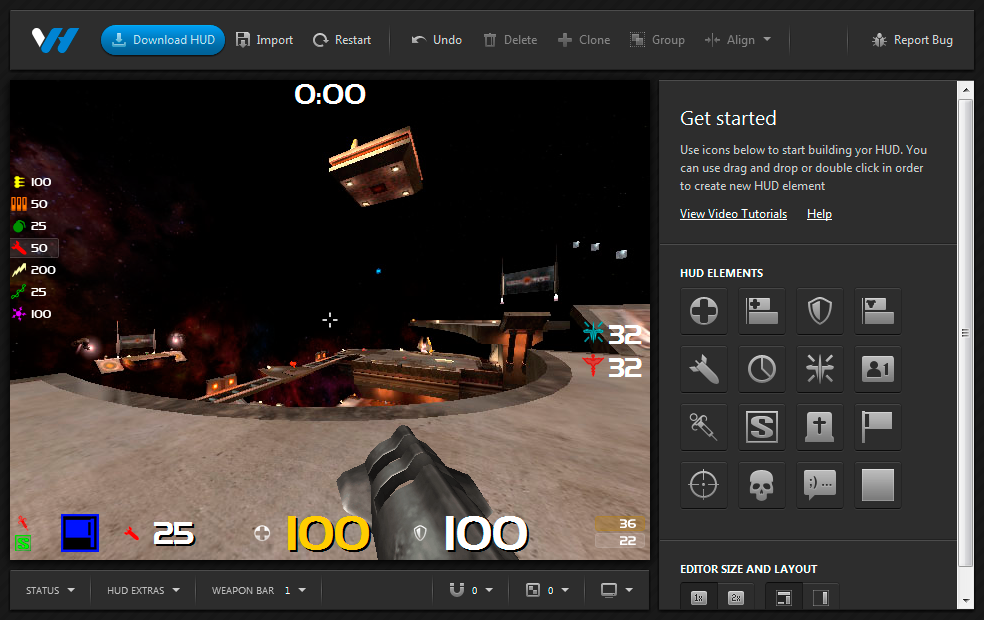 Download HUD
Import
Restart
Undo
Delete
Clone
Group
Align
Report Bug
0:00
100
50
25
50
200
25
100
32
32
S
25
100
100
36
22
Get started
Use icons below to start building yor HUD. You
can use drag and drop or double click in order
to create new HUD element
View Video Tutorials
Help
HUD ELEMENTS
1
S
;) ...
EDITOR SIZE AND LAYOUT
1x
2x
STATUS
HUD EXTRAS
WEAPON BAR 1
0
0